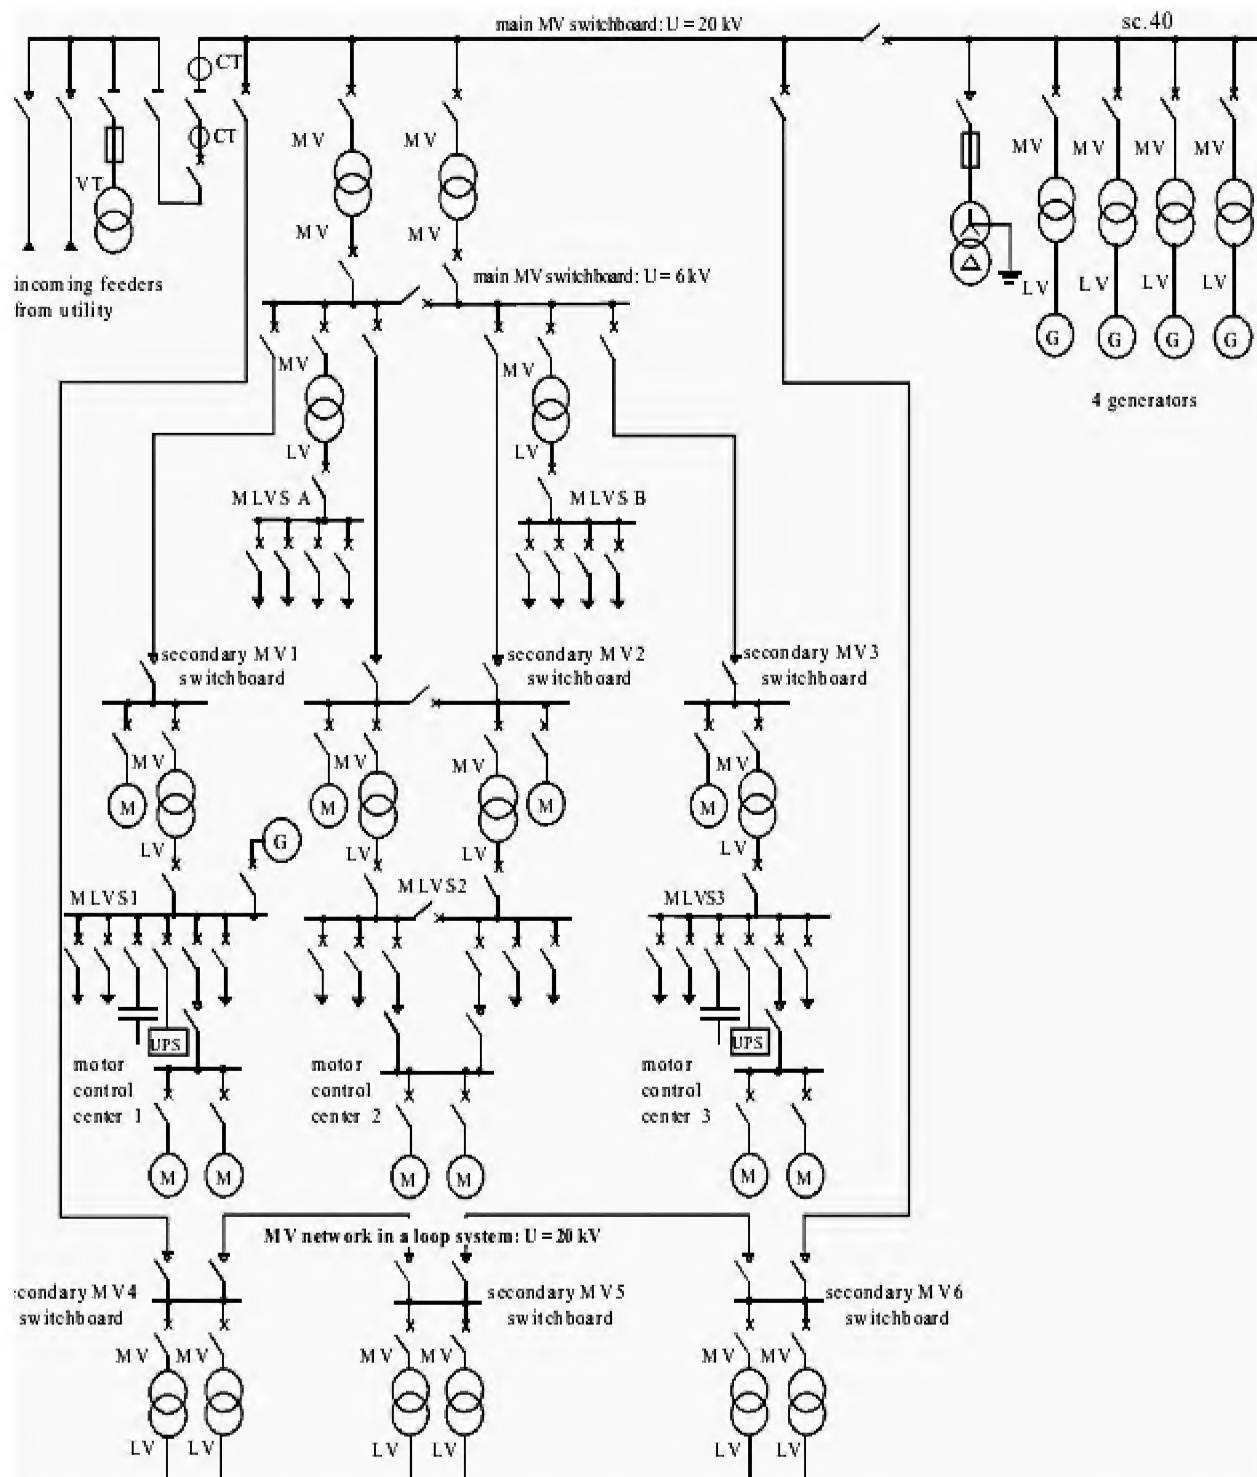 main MV switchboard: U = 20 kV
sc.40
CT
CT
MV
MV
MV
MV
MV
MV
VT
MV
MV
incoming feeders
from utility
main MV switchboard: U = 6 kV
LV
LV
LV
LV
G
G
G
G
4 generators
MV
MV
LV
LV
MLVS A
MLVS B
secondary MV1
switchboard
secondary MV2
switchboard
secondary MV3
switchboard
MV
MV
MV
MV
M
M
M
M
G
LV
LV
LV
LV
MLVS1
MLVS2
MLVS3
UPS
UPS
motor
control
center 1
motor
control
center 2
motor
control
center 3
M
M
M
M
M
M
MV network in a loop system: U = 20 kV
econdary MV4
switchboard
secondary MV5
switchboard
secondary MV6
switchboard
MV
MV
MV
MV
MV
MV
LV
LV
LV
LV
LV
LV